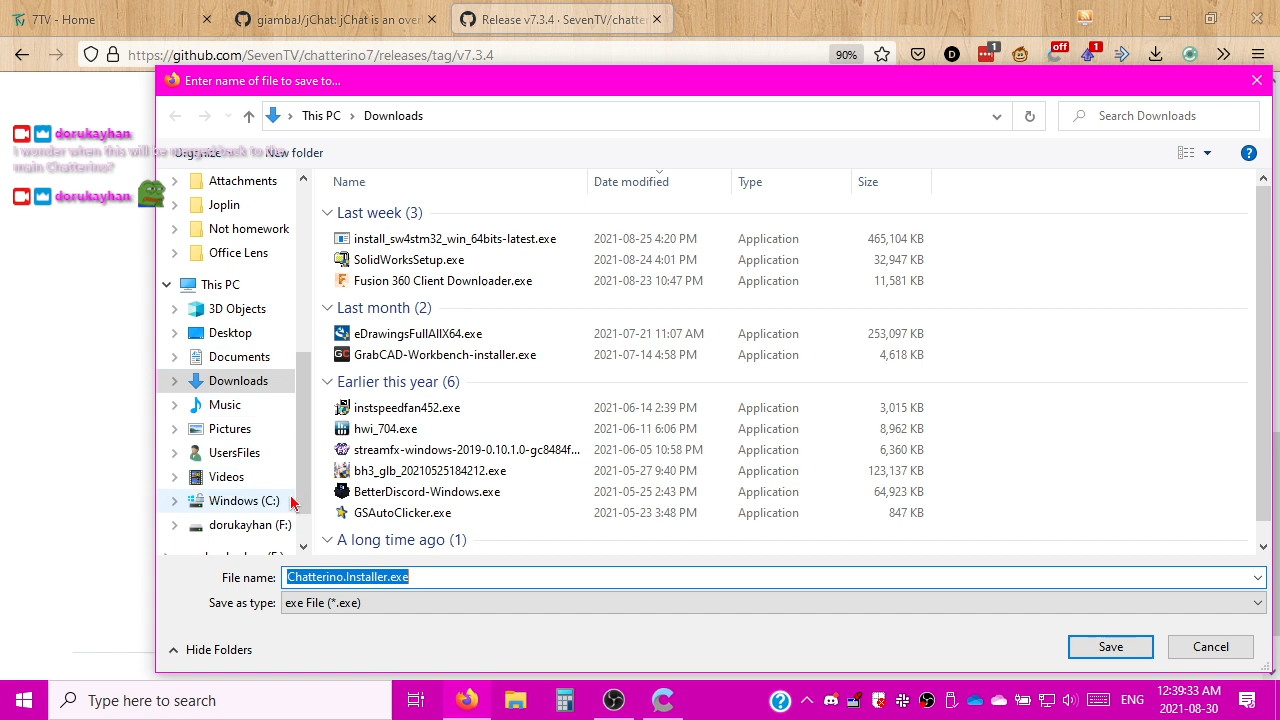 7TV - Home
giambaJ/jChat: jChat is an over
Release v7.3.4 · SevenTV/chatte
https://github.com/SevenTV/chatterino7/releases/tag/v7.3.4
90%
1
off
1
Enter name of file to save to...
This PC
Downloads
Search Downloads
dorukayhan
I wonder when this will be back to the
main Chatterino?
dorukayhan
New folder
Attachments
Joplin
Not homework
Office Lens
This PC
3D Objects
Desktop
Documents
Downloads
Music
Pictures
UsersFiles
Videos
Windows (C:)
dorukayhan (F:)
Name Date modified Type Size
Last week (3)
install_sw4stm32_win_64bits-latest.exe 2021-08-25 4:20 PM Application 465,104 KB
SolidWorksSetup.exe 2021-08-24 4:01 PM Application 32,947 KB
Fusion 360 Client Downloader.exe 2021-08-23 10:47 PM Application 11,581 KB
Last month (2)
eDrawingsFullAllX64.exe 2021-07-21 11:07 AM Application 253,097 KB
GrabCAD-Workbench-installer.exe 2021-07-14 4:58 PM Application 4,618 KB
Earlier this year (6)
instspeedfan452.exe 2021-06-14 2:39 PM Application 3,015 KB
hwi_704.exe 2021-06-11 6:06 PM Application 8,962 KB
streamfx-windows-2019-0.10.1.0-gc8484f... 2021-06-05 10:58 PM Application 6,360 KB
bh3_glb_20210525184212.exe 2021-05-27 9:40 PM Application 123,137 KB
BetterDiscord-Windows.exe 2021-05-25 2:43 PM Application 64,923 KB
GSAutoClicker.exe 2021-05-23 3:48 PM Application 847 KB
A long time ago (1)
File name: Chatterino.Installer.exe
Save as type: exe File (*.exe)
Hide Folders
Save
Cancel
Type here to search
ENG
12:39:33 AM
2021-08-30